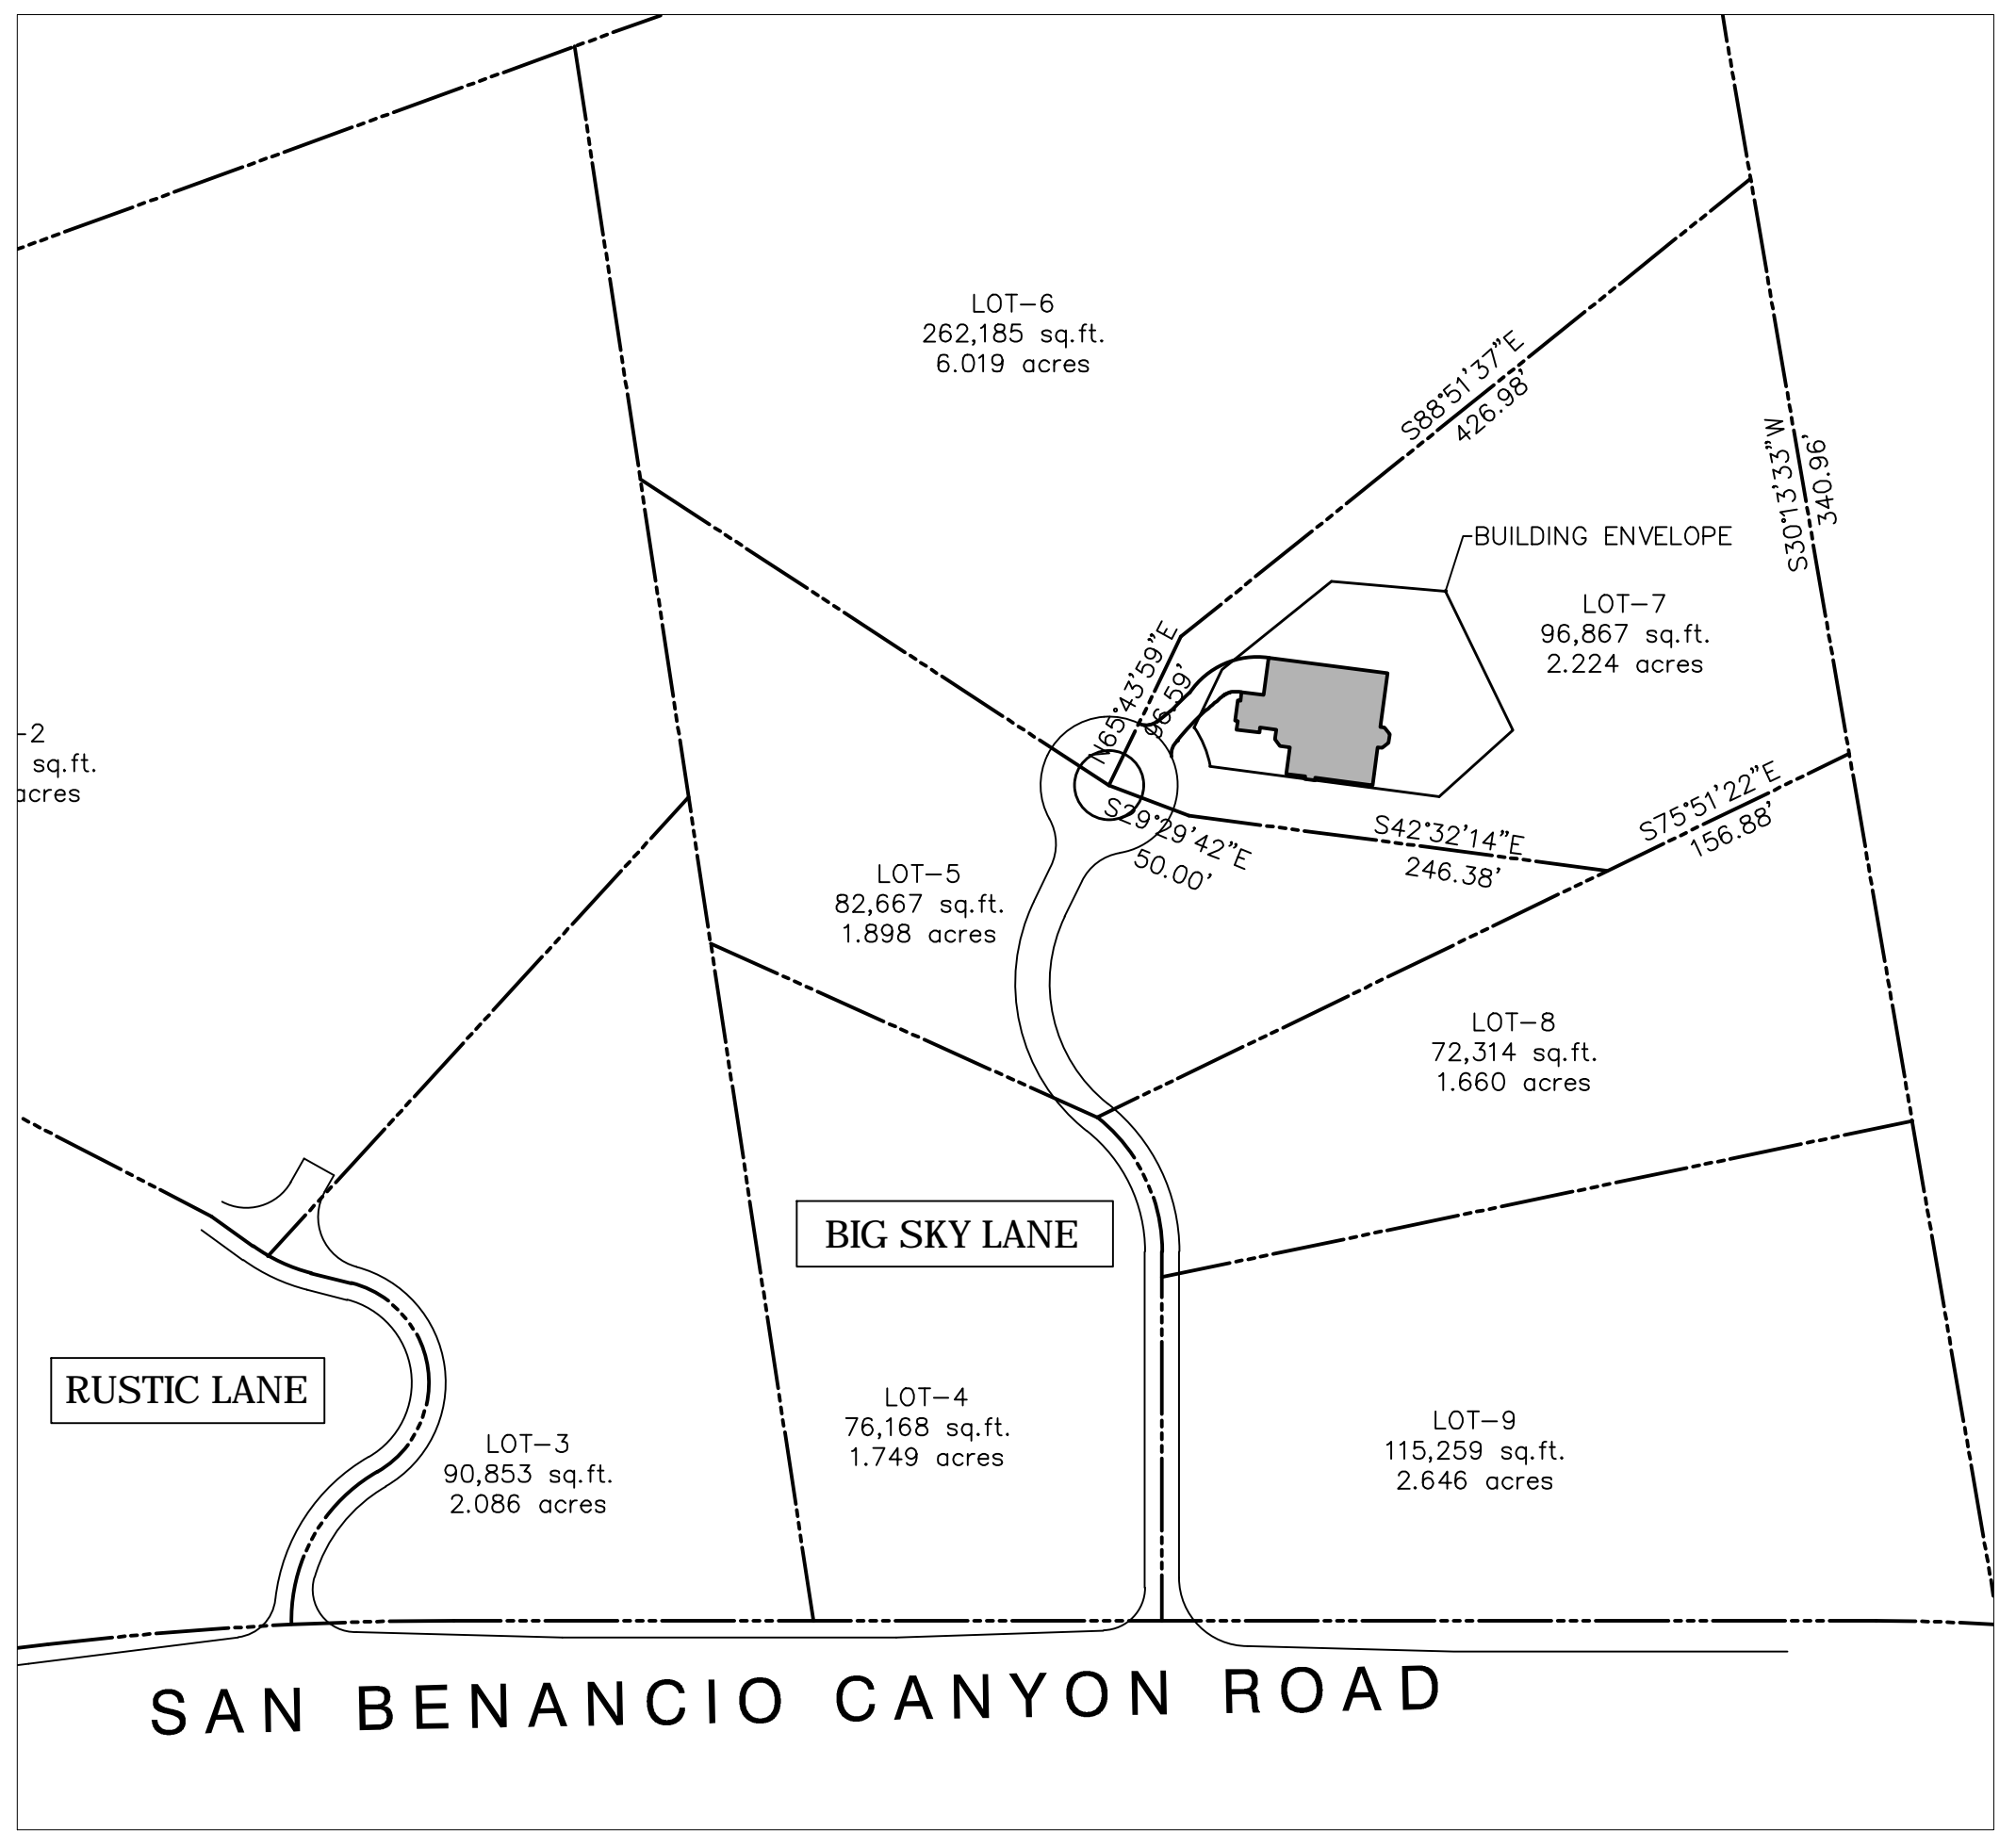 LOT-6
262,185 sq.ft.
6.019 acres
S88°51'37"E
426.98'
S30°13'33"W
340.96'
BUILDING ENVELOPE
LOT-7
96,867 sq.ft.
2.224 acres
N65°43'59"E
96.59'
-2
sq.ft.
acres
S29°29'42"E
50.00'
S42°32'14"E
246.38'
S75°51'22"E
156.88'
LOT-5
82,667 sq.ft.
1.898 acres
LOT-8
72,314 sq.ft.
1.660 acres
BIG SKY LANE
RUSTIC LANE
LOT-3
90,853 sq.ft.
2.086 acres
LOT-4
76,168 sq.ft.
1.749 acres
LOT-9
115,259 sq.ft.
2.646 acres
SAN BENANCIO CANYON ROAD